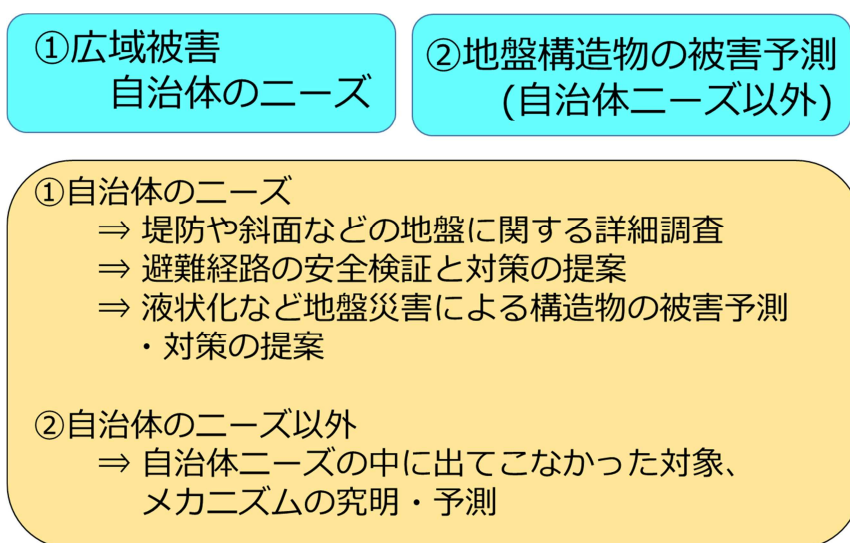 ①広域被害
自治体のニーズ
②地盤構造物の被害予測
(自治体ニーズ以外)
①自治体のニーズ
⇒ 堤防や斜面などの地盤に関する詳細調査
⇒ 避難経路の安全検証と対策の提案
⇒ 液状化など地盤災害による構造物の被害予測
・対策の提案
②自治体のニーズ以外
⇒ 自治体ニーズの中に出てこなかった対象、
メカニズムの究明・予測